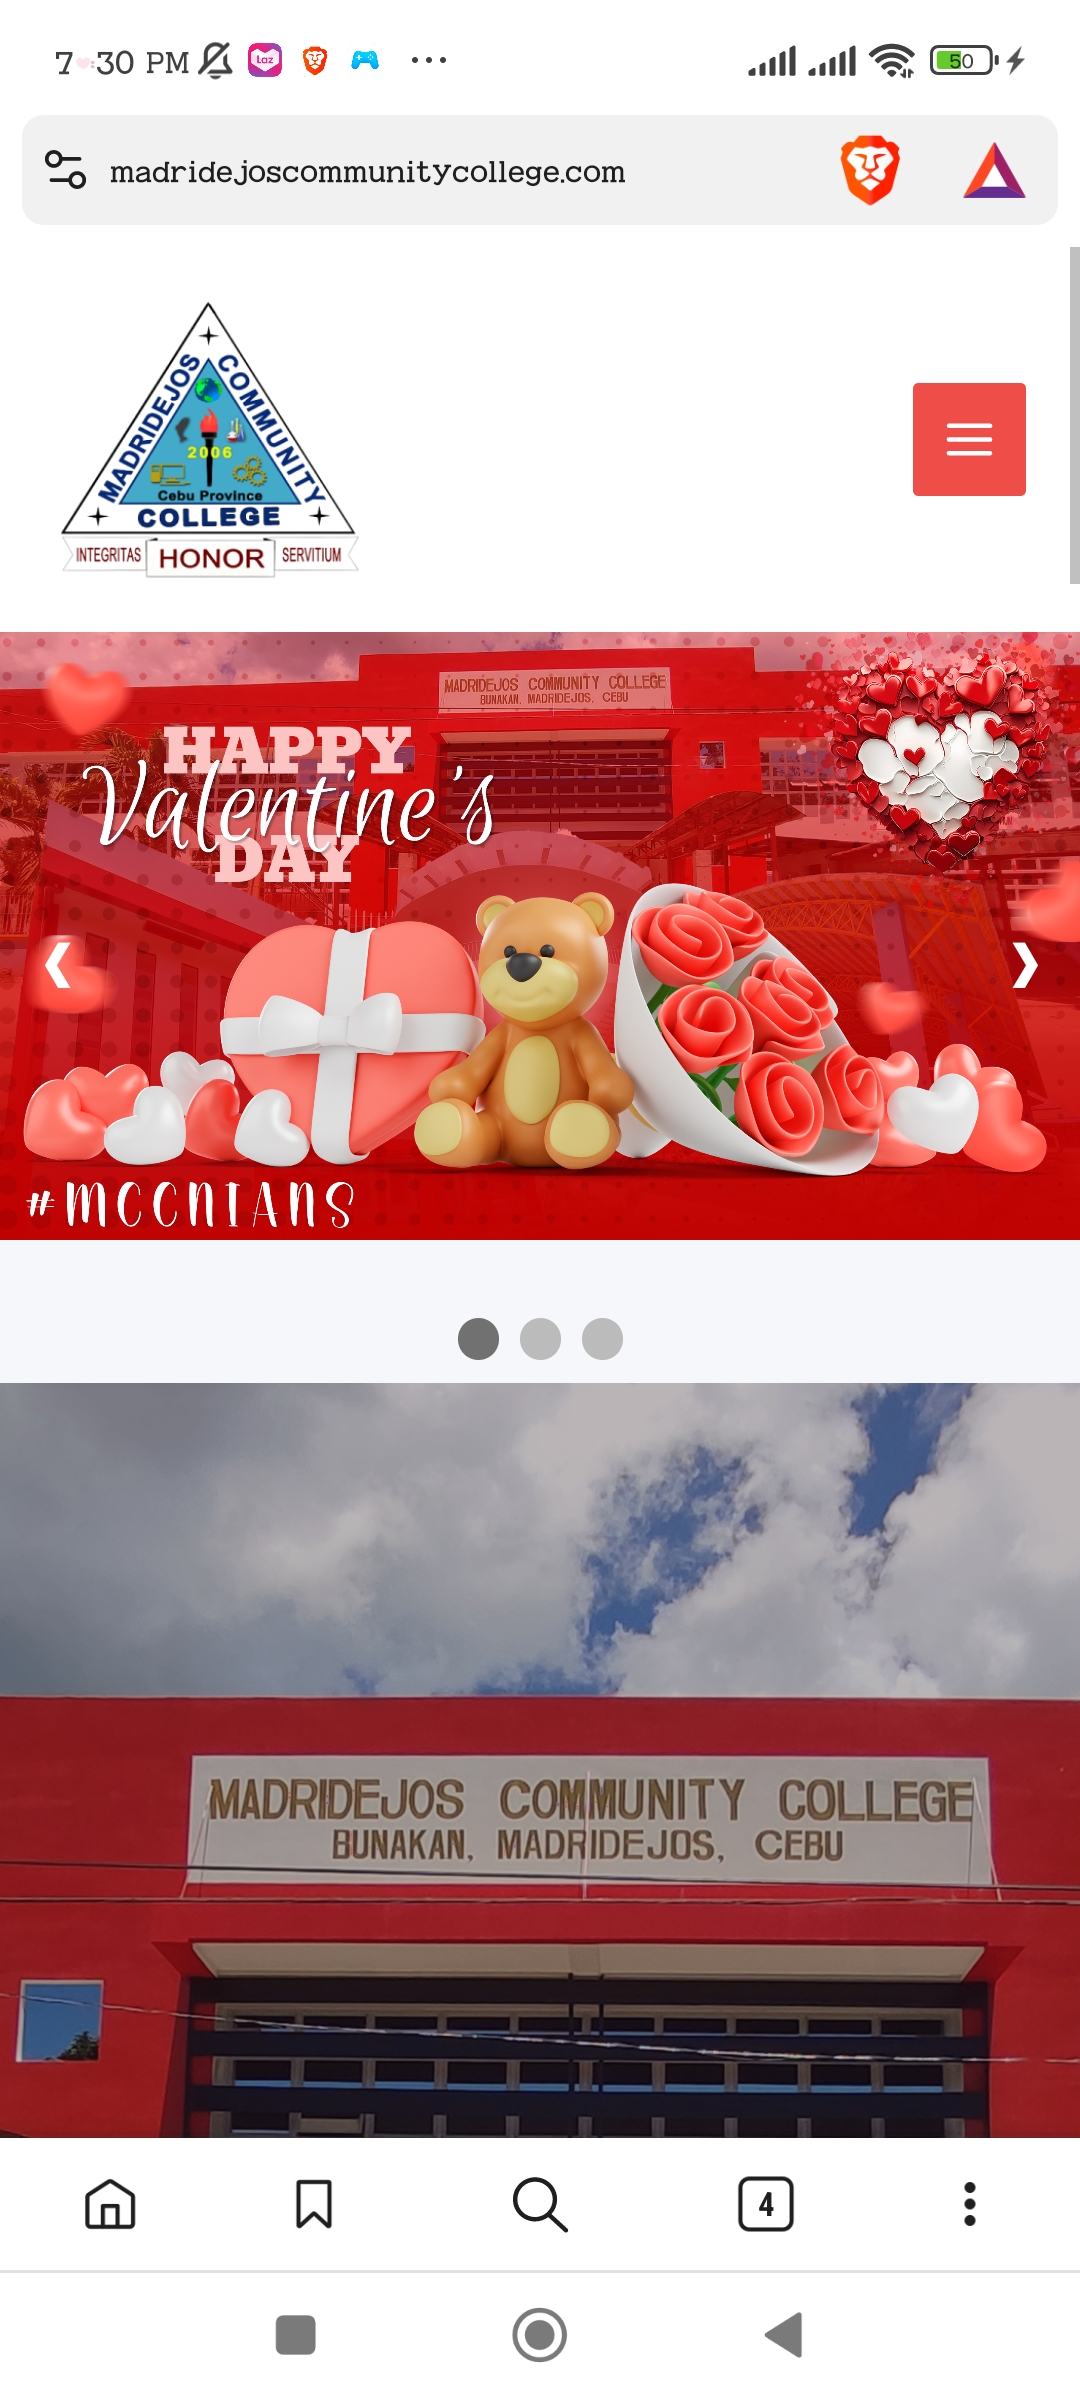 7:30 PM
Laz
50
madridejoscommunitycollege.com
MADRIDEJOS COMMUNITY
2006
Cebu Province
COLLEGE
INTEGRITAS HONOR SERVITIUM
MADRIDEJOS COMMUNITY COLLEGE
BUNAKAN, MADRIDEJOS, CEBU
HAPPY
Valentine's
DAY
#MCCNIANS
MADRIDEJOS COMMUNITY COLLEGE
BUNAKAN, MADRIDEJOS, CEBU
4